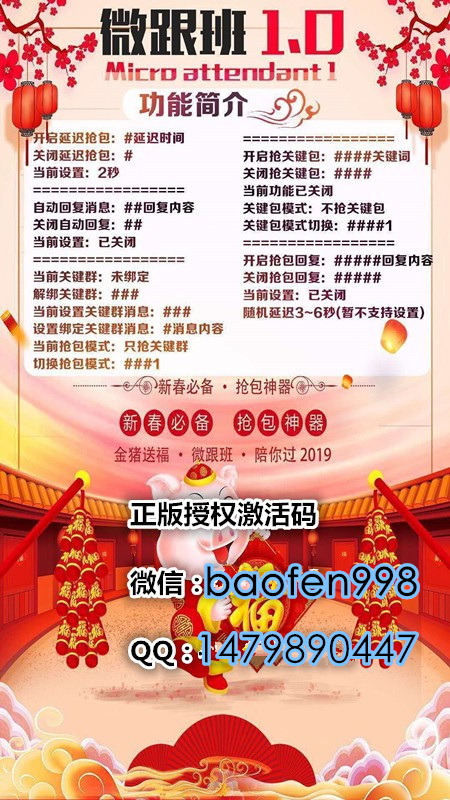 微跟班 1.0
Micro attendant 1
功能简介
开启延迟抢包：#延迟时间
关闭延迟抢包：#
当前设置：2秒
=================
自动回复消息：##回复内容
关闭自动回复：##
当前设置：已关闭
=================
当前关键群：未绑定
解绑关键群：###
当前设置关键群消息：###
设置绑定关键群消息：#消息内容
当前抢包模式：只抢关键群
切换抢包模式：###1
=================
开启抢关键包：####关键词
关闭抢关键包：####
当前功能已关闭
关键包模式：不抢关键包
关键包模式切换：####1
=================
开启抢包回复：#####回复内容
关闭抢包回复：#####
当前设置：已关闭
随机延迟3~6秒(暂不支持设置)
新春必备·抢包神器
新春必备 抢包神器
金猪送福·微跟班·陪你过2019
正版授权激活码
微信：baofen998
QQ：1479890447
福